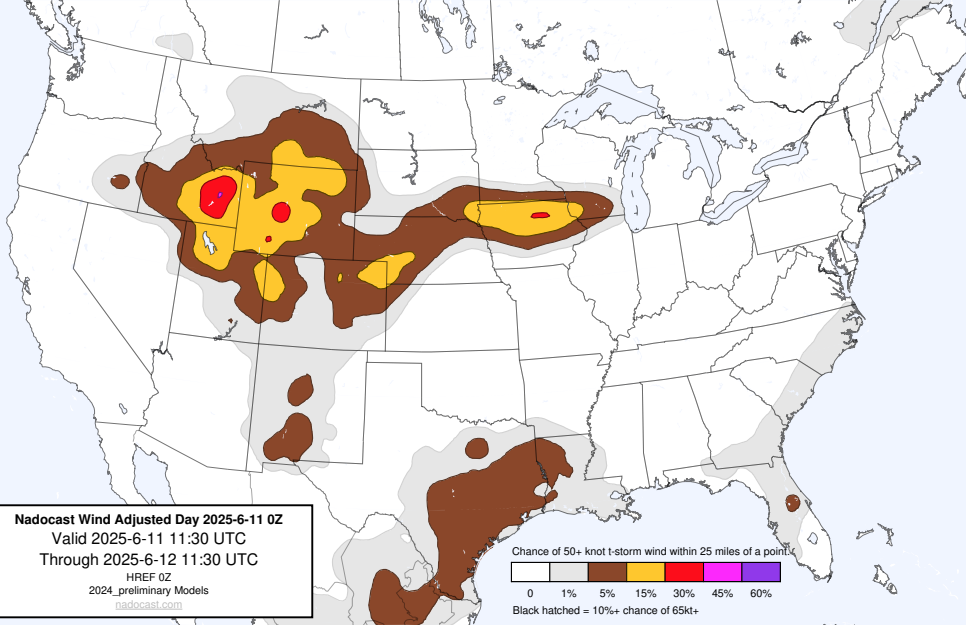 Nadocast Wind Adjusted Day 2025-6-11 0Z
Valid 2025-6-11 11:30 UTC
Through 2025-6-12 11:30 UTC
HREF 0Z
2024_preliminary Models
nadocast.com
Chance of 50+ knot t-storm wind within 25 miles of a point.
0 1% 5% 15% 30% 45% 60%
Black hatched = 10%+ chance of 65kt+